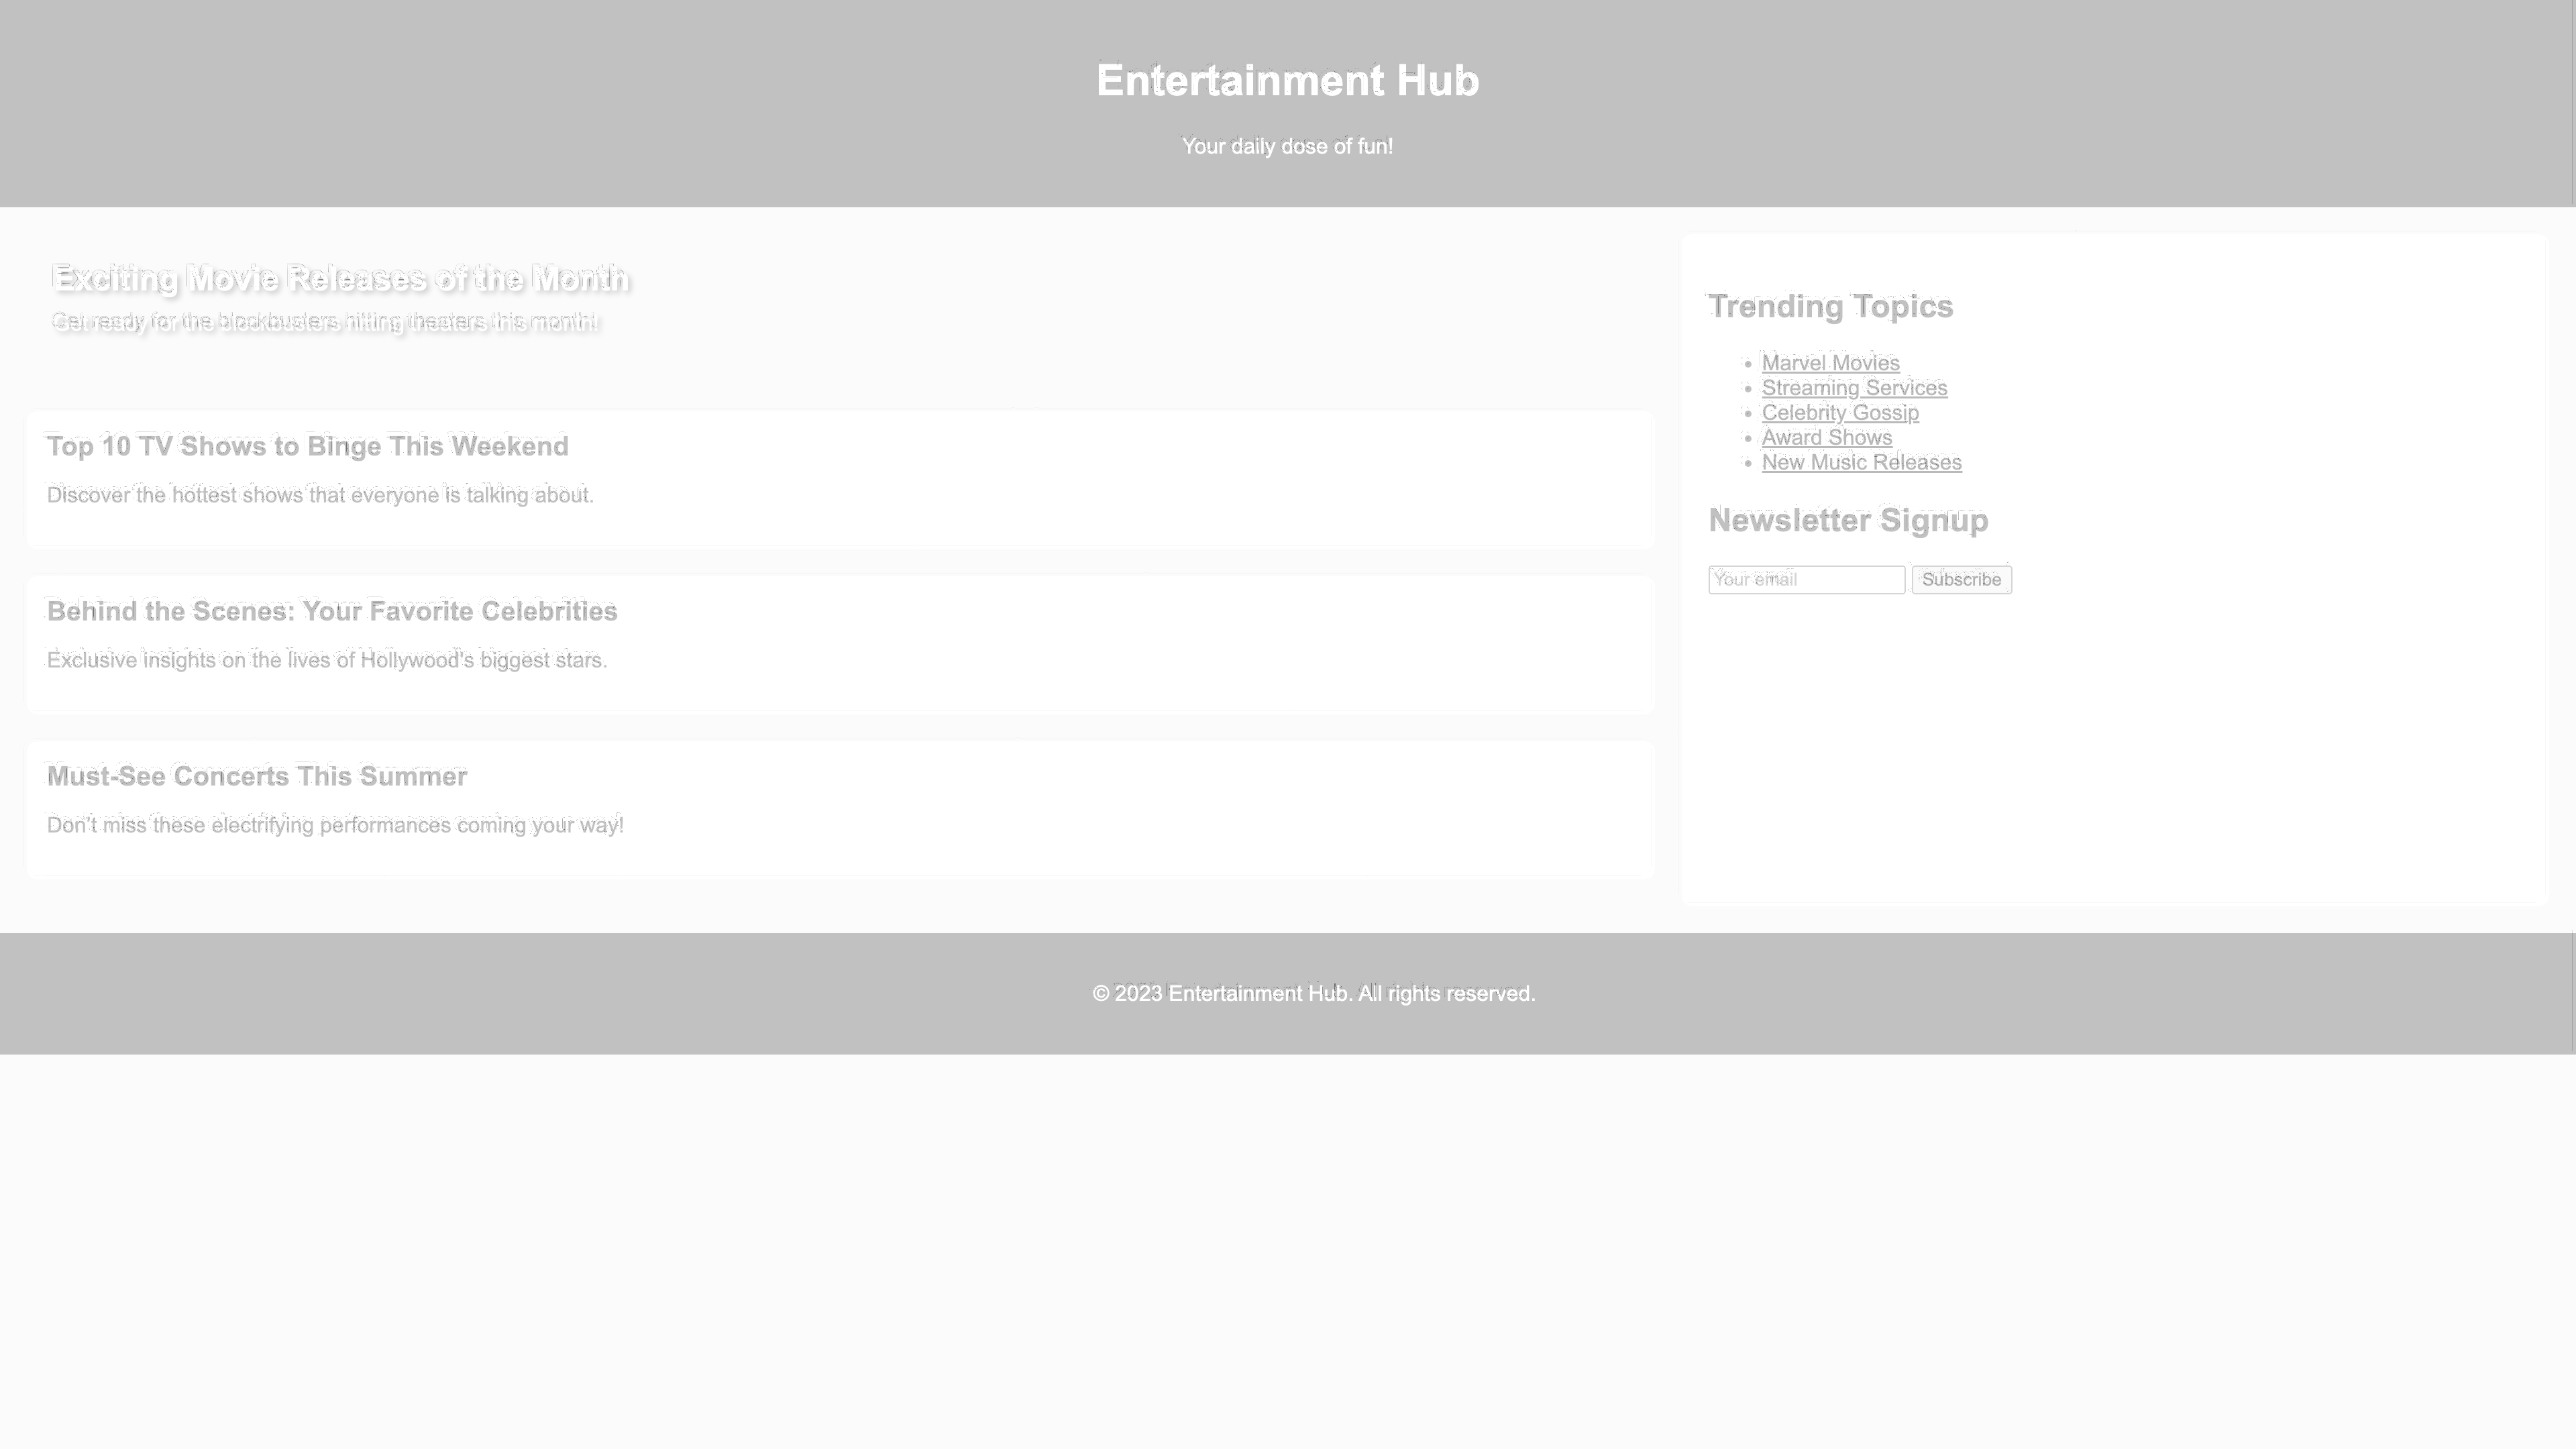 Entertainment Hub
Your daily dose of fun!
Exciting Movie Releases of the Month
Get ready for the blockbusters hitting theaters this month!
Top 10 TV Shows to Binge This Weekend
Discover the hottest shows that everyone is talking about.
Behind the Scenes: Your Favorite Celebrities
Exclusive insights on the lives of Hollywood's biggest stars.
Must-See Concerts This Summer
Don't miss these electrifying performances coming your way!
Trending Topics
Marvel Movies
Streaming Services
Celebrity Gossip
Award Shows
New Music Releases
Newsletter Signup
Your email Subscribe
© 2023 Entertainment Hub. All rights reserved.